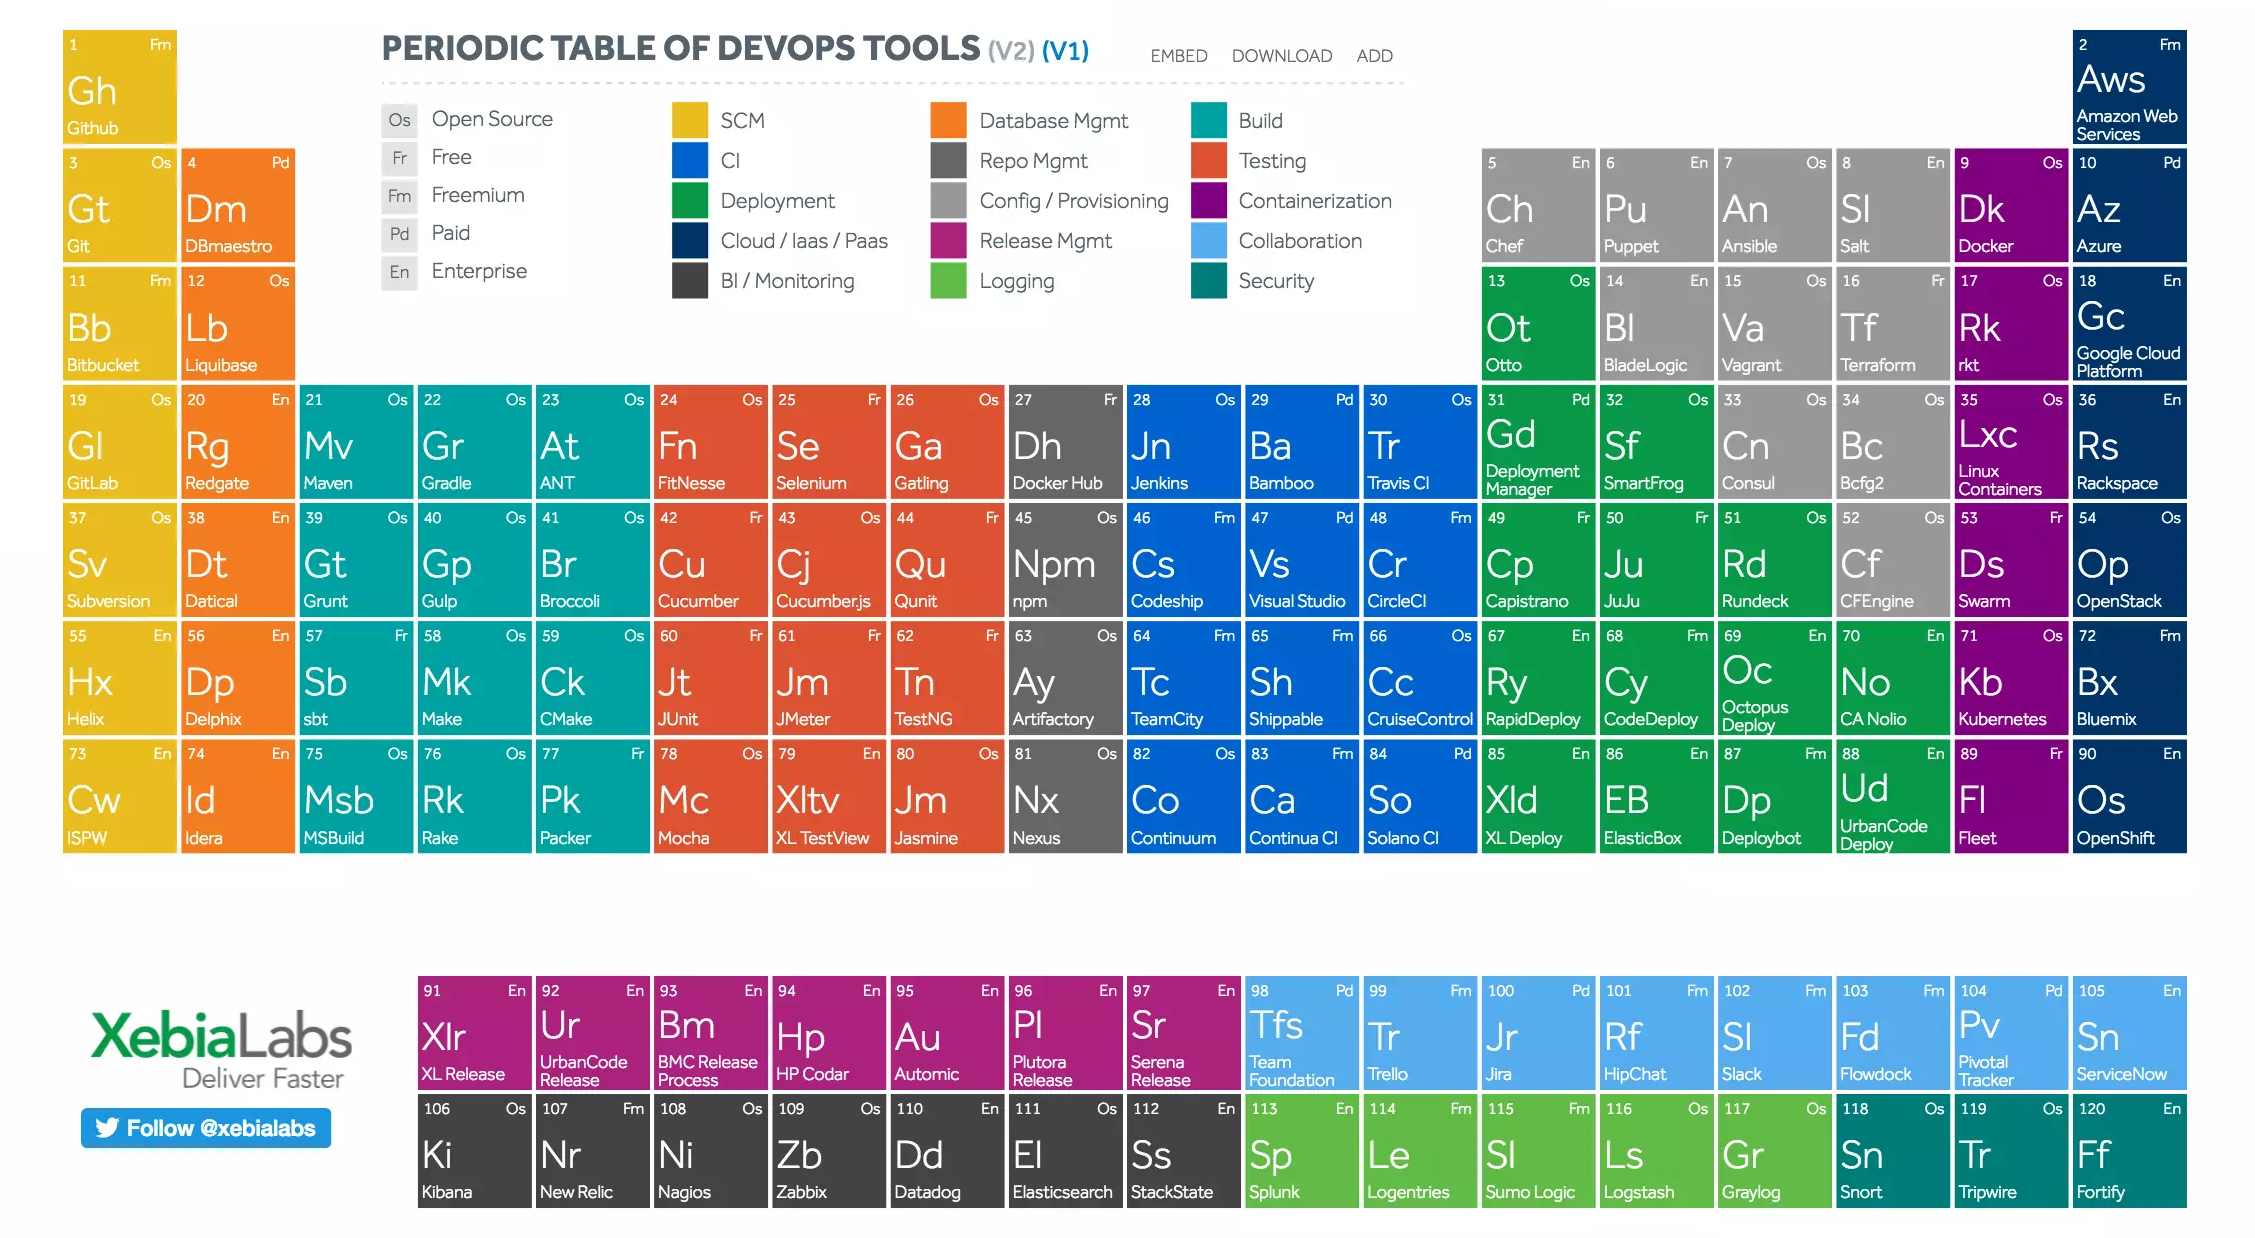 PERIODIC TABLE OF DEVOPS TOOLS (V2) (V1)
EMBED DOWNLOAD ADD
Os Open Source
Fr Free
Fm Freemium
Pd Paid
En Enterprise
SCM
CI
Deployment
Cloud / Iaas / Paas
BI / Monitoring
Database Mgmt
Repo Mgmt
Config / Provisioning
Release Mgmt
Logging
Build
Testing
Containerization
Collaboration
Security
1 Fm
Gh
Github
2 Fm
Aws
Amazon Web
Services
3 Os
Gt
Git
4 Pd
Dm
DBmaestro
5 En
Ch
Chef
6 En
Pu
Puppet
7 Os
An
Ansible
8 En
Sl
Salt
9 Os
Dk
Docker
10 Pd
Az
Azure
11 Fm
Bb
Bitbucket
12 Os
Lb
Liquibase
13 Os
Ot
Otto
14 En
Bl
BladeLogic
15 Os
Va
Vagrant
16 Fr
Tf
Terraform
17 Os
Rk
rkt
18 En
Gc
Google Cloud
Platform
19 Os
Gl
GitLab
20 En
Rg
Redgate
21 Os
Mv
Maven
22 Os
Gr
Gradle
23 Os
At
ANT
24 Os
Fn
FitNesse
25 Fr
Se
Selenium
26 Os
Ga
Gatling
27 Fr
Dh
Docker Hub
28 Os
Jn
Jenkins
29 Pd
Ba
Bamboo
30 Os
Tr
Travis CI
31 Pd
Gd
Deployment
Manager
32 Os
Sf
SmartFrog
33 Os
Cn
Consul
34 Os
Bc
Bcfg2
35 Os
Lxc
Linux
Containers
36 En
Rs
Rackspace
37 Os
Sv
Subversion
38 En
Dt
Datical
39 Os
Gt
Grunt
40 Os
Gp
Gulp
41 Os
Br
Broccoli
42 Fr
Cu
Cucumber
43 Os
Cj
Cucumber.js
44 Fr
Qu
Qunit
45 Os
Npm
npm
46 Fm
Cs
Codeship
47 Pd
Vs
Visual Studio
48 Fm
Cr
CircleCI
49 Fr
Cp
Capistrano
50 Fr
Ju
JuJu
51 Os
Rd
Rundeck
52 Os
Cf
CFEngine
53 Fr
Ds
Swarm
54 Os
Op
OpenStack
55 En
Hx
Helix
56 En
Dp
Delphix
57 Fr
Sb
sbt
58 Os
Mk
Make
59 Os
Ck
CMake
60 Fr
Jt
JUnit
61 Fr
Jm
JMeter
62 Fr
Tn
TestNG
63 Os
Ay
Artifactory
64 Fm
Tc
TeamCity
65 Fm
Sh
Shippable
66 Os
Cc
CruiseControl
67 En
Ry
RapidDeploy
68 Fm
Cy
CodeDeploy
69 En
Oc
Octopus
Deploy
70 En
No
CA Nolio
71 Os
Kb
Kubernetes
72 Fm
Bx
Bluemix
73 En
Cw
ISPW
74 En
Id
Idera
75 Os
Msb
MSBuild
76 Os
Rk
Rake
77 Fr
Pk
Packer
78 Os
Mc
Mocha
79 En
Xltv
XL TestView
80 Os
Jm
Jasmine
81 Os
Nx
Nexus
82 Os
Co
Continuum
83 Fm
Ca
Continua CI
84 Pd
So
Solano CI
85 En
Xld
XL Deploy
86 En
EB
ElasticBox
87 Fm
Dp
Deploybot
88 En
Ud
UrbanCode
Deploy
89 Fr
Fl
Fleet
90 En
Os
OpenShift
XebiaLabs
Deliver Faster
Follow @xebialabs
91 En
Xlr
XL Release
92 En
Ur
UrbanCode
Release
93 En
Bm
BMC Release
Process
94 En
Hp
HP Codar
95 En
Au
Automic
96 En
Pl
Plutora
Release
97 En
Sr
Serena
Release
98 Pd
Tfs
Team
Foundation
99 Fm
Tr
Trello
100 Pd
Jr
Jira
101 Fm
Rf
HipChat
102 Fm
Sl
Slack
103 Fm
Fd
Flowdock
104 Pd
Pv
Pivotal
Tracker
105 En
Sn
ServiceNow
106 Os
Ki
Kibana
107 Fm
Nr
New Relic
108 Os
Ni
Nagios
109 Os
Zb
Zabbix
110 En
Dd
Datadog
111 Os
El
Elasticsearch
112 En
Ss
StackState
113 En
Sp
Splunk
114 Fm
Le
Logentries
115 Fm
Sl
Sumo Logic
116 Os
Ls
Logstash
117 Os
Gr
Graylog
118 Os
Sn
Snort
119 Os
Tr
Tripwire
120 En
Ff
Fortify